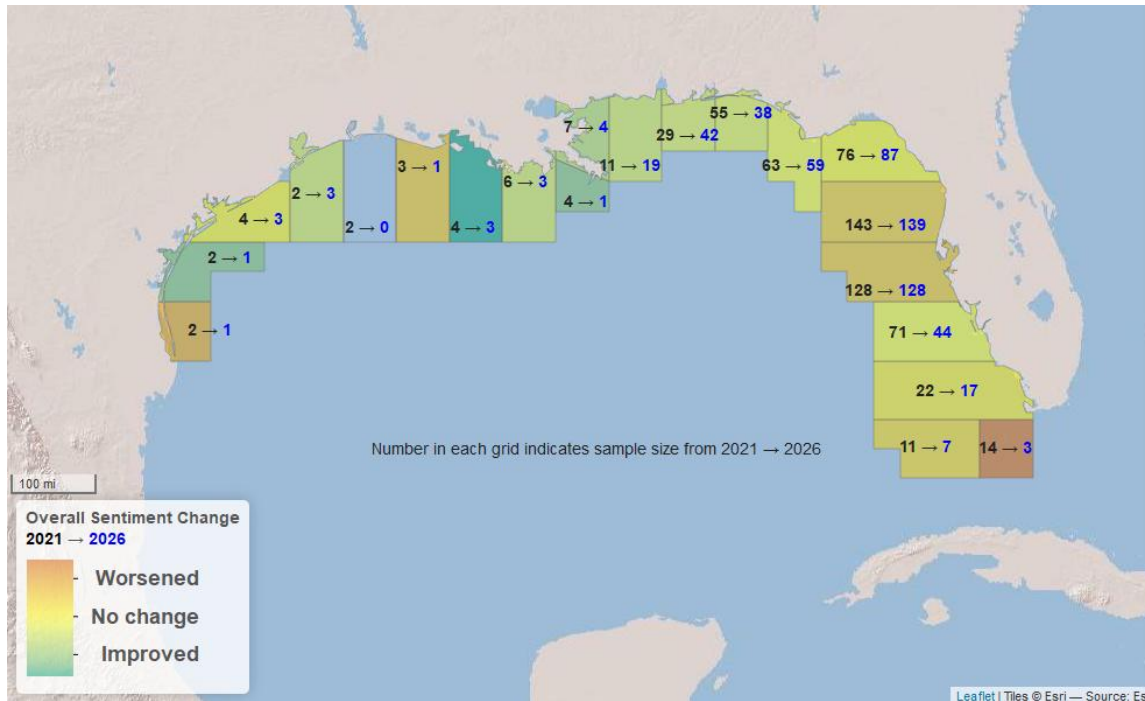 55 → 38
7 → 4
29 → 42
3 → 1
11 → 19
63 → 59
76 → 87
6 → 3
2 → 3
4 → 1
4 → 3
2 → 0
4 → 3
143 → 139
2 → 1
128 → 128
2 → 1
71 → 44
22 → 17
Number in each grid indicates sample size from 2021 → 2026
11 → 7
14 → 3
100 mi
Overall Sentiment Change
2021 → 2026
Worsened
No change
Improved
Leaflet | Tiles © Esri — Source: Es